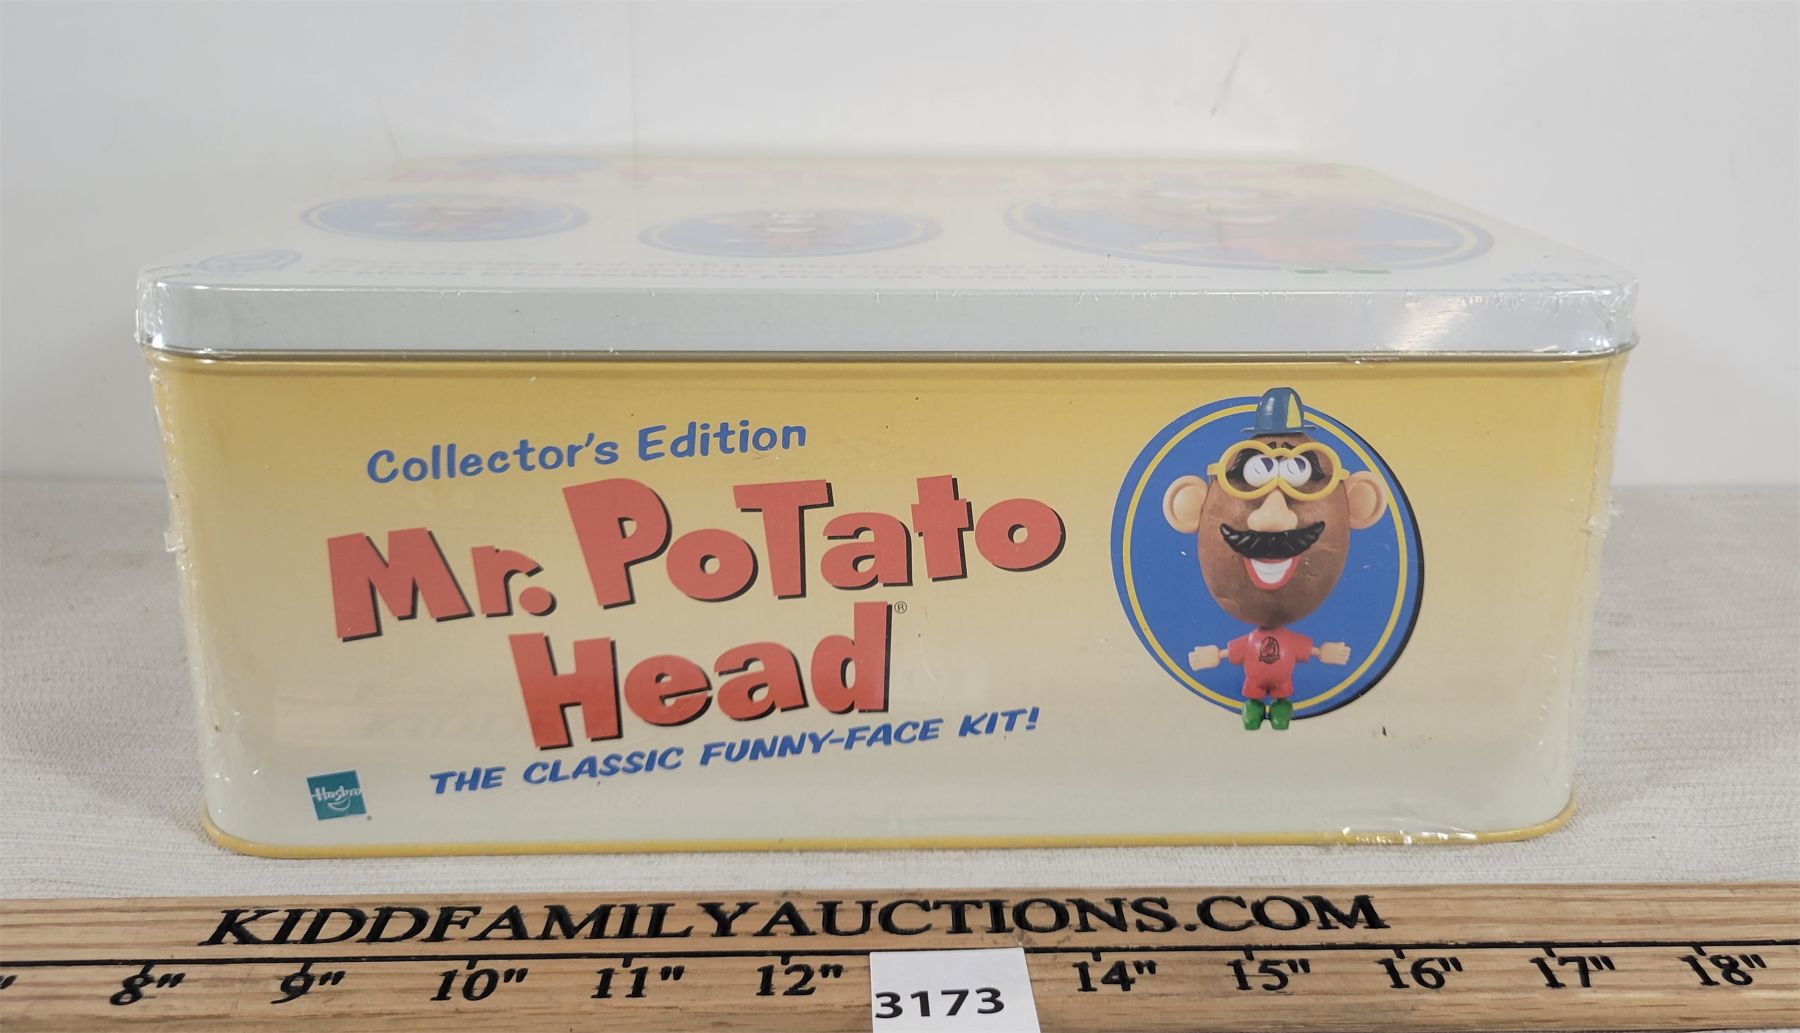 Collector's Edition
Mr. PoTato
Head®
THE CLASSIC FUNNY-FACE KIT!
Hasbro
KIDDFAMILYAUCTIONS.COM
8" 9" 10" 11" 12" 14" 15" 16" 17" 18"
3173